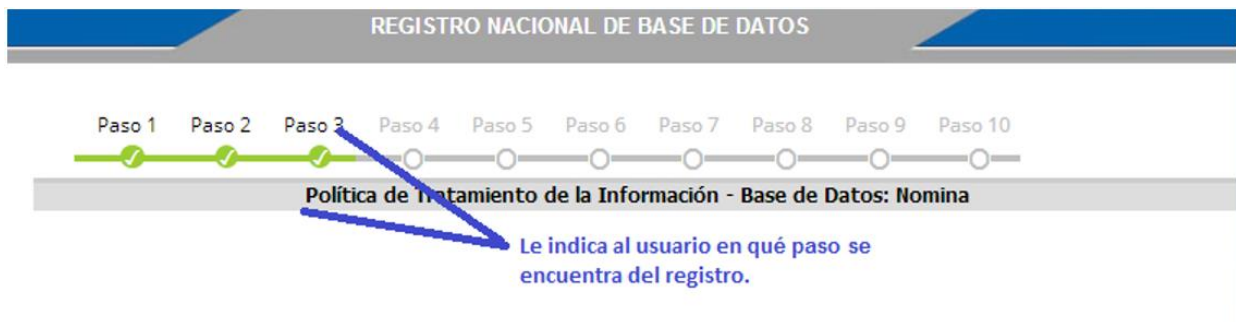 REGISTRO NACIONAL DE BASE DE DATOS
Paso 1 Paso 2 Paso 3 Paso 4 Paso 5 Paso 6 Paso 7 Paso 8 Paso 9 Paso 10
Política de Tratamiento de la Información - Base de Datos: Nomina
Le indica al usuario en qué paso se
encuentra del registro.